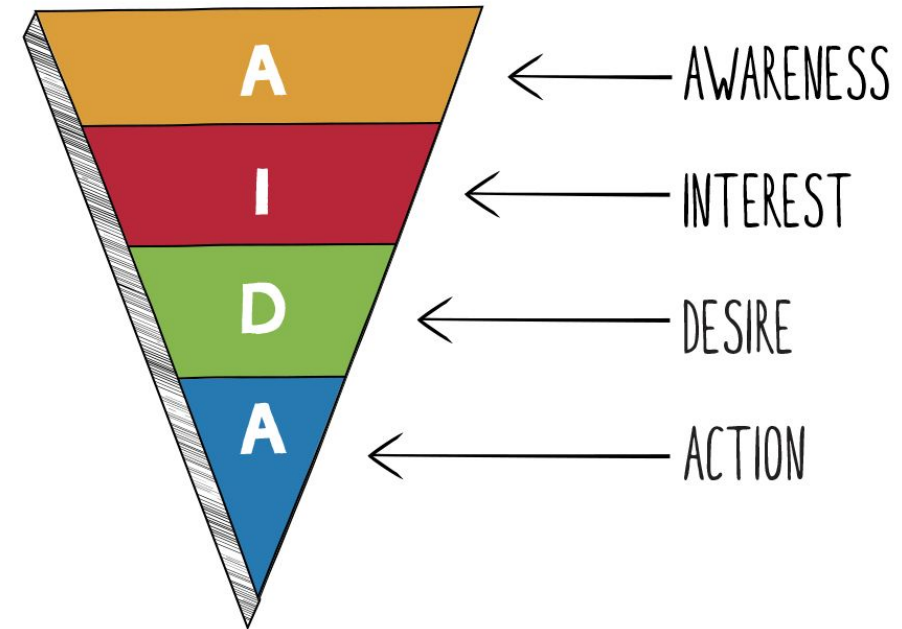 A
AWARENESS
I
INTEREST
D
DESIRE
A
ACTION